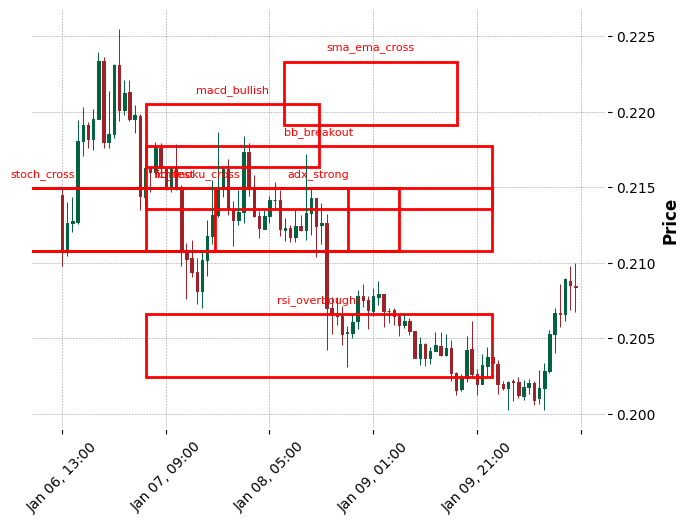 sma_ema_cross
macd_bullish
bb_breakout
stoch_cross
adx_strong
rsi_overbought
0.225
0.220
0.215
0.210
0.205
0.200
Price
Jan 06, 13:00
Jan 07, 09:00
Jan 08, 05:00
Jan 09, 01:00
Jan 09, 21:00